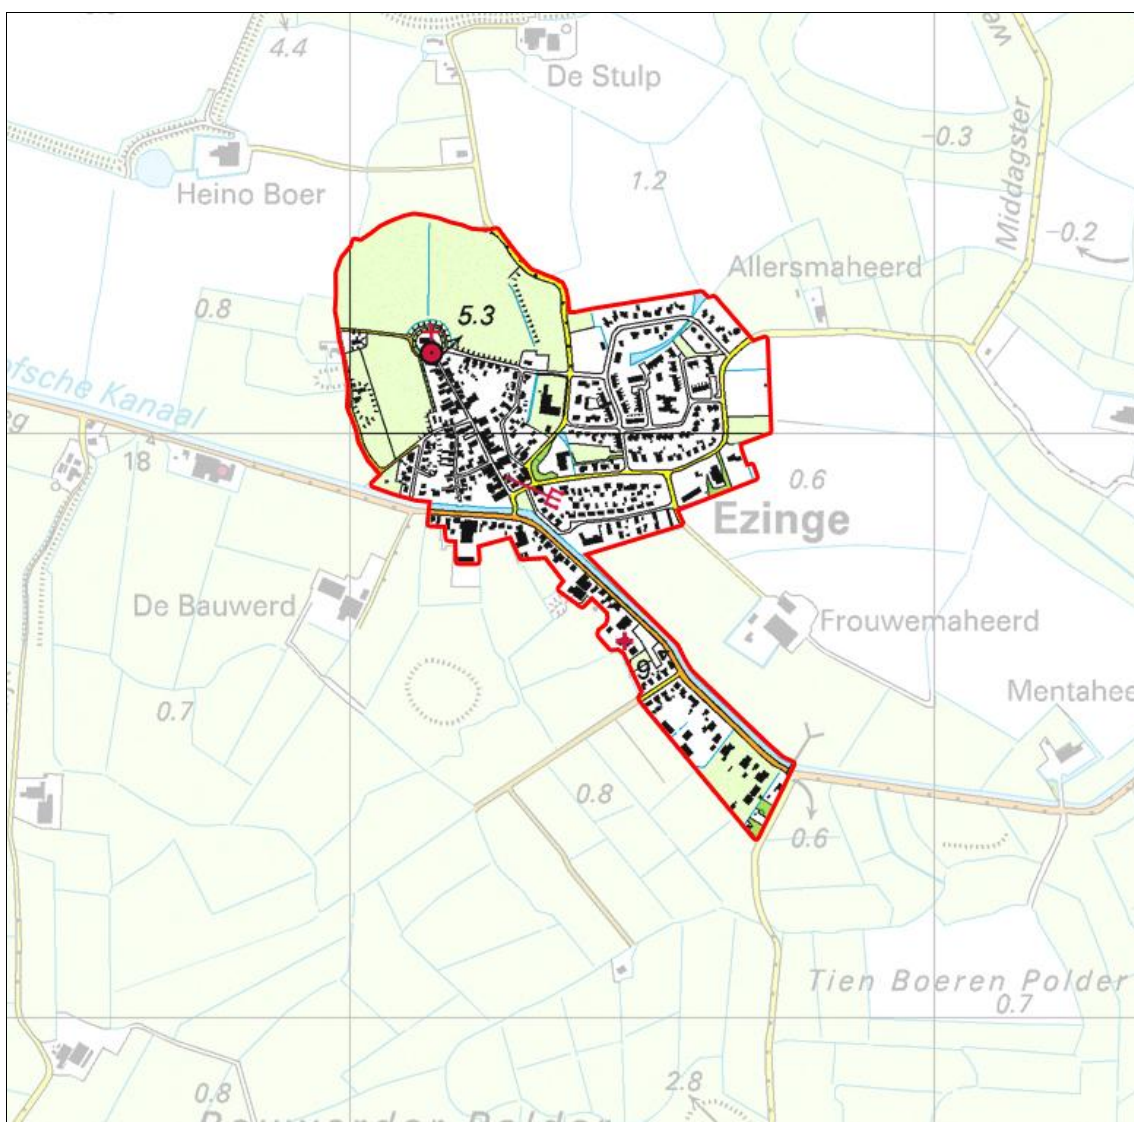 4.4
De Stulp
-0.3
Middagster
Heino Boer
1.2
-0.2
Allersmaheerd
0.8
5.3
ofsche Kanaal
18
0.6
Ezinge
De Bauwerd
Frouwemaheerd
9
Mentahee
0.7
0.8
0.6
Tien Boeren Polder
0.7
2.8
0.8